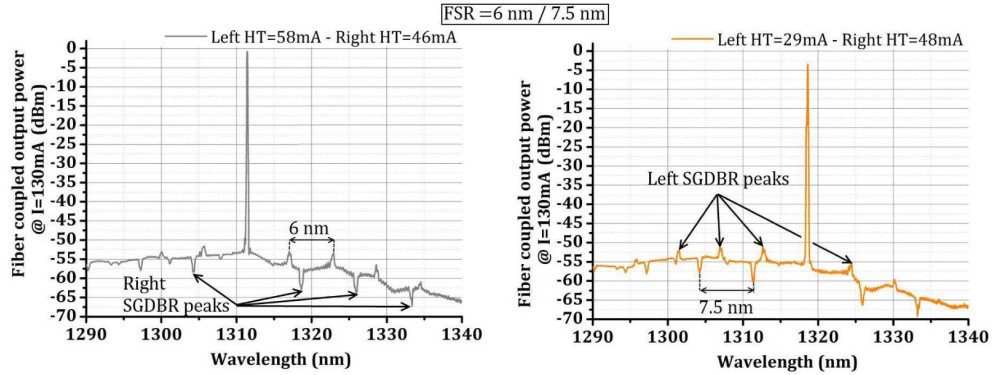 FSR =6 nm / 7.5 nm
Left HT=58mA - Right HT=46mA
Fiber coupled output power
@ I=130mA (dBm)
0
-5
-10
-15
-20
-25
-30
-35
-40
-45
-50
-55
-60
-65
-70
6 nm
Right
SGDBR peaks
1290 1300 1310 1320 1330 1340
Wavelength (nm)
Left HT=29mA - Right HT=48mA
Fiber coupled output power
@ I=130mA (dBm)
0
-5
-10
-15
-20
-25
-30
-35
-40
-45
-50
-55
-60
-65
-70
Left SGDBR peaks
7.5 nm
1290 1300 1310 1320 1330 1340
Wavelength (nm)